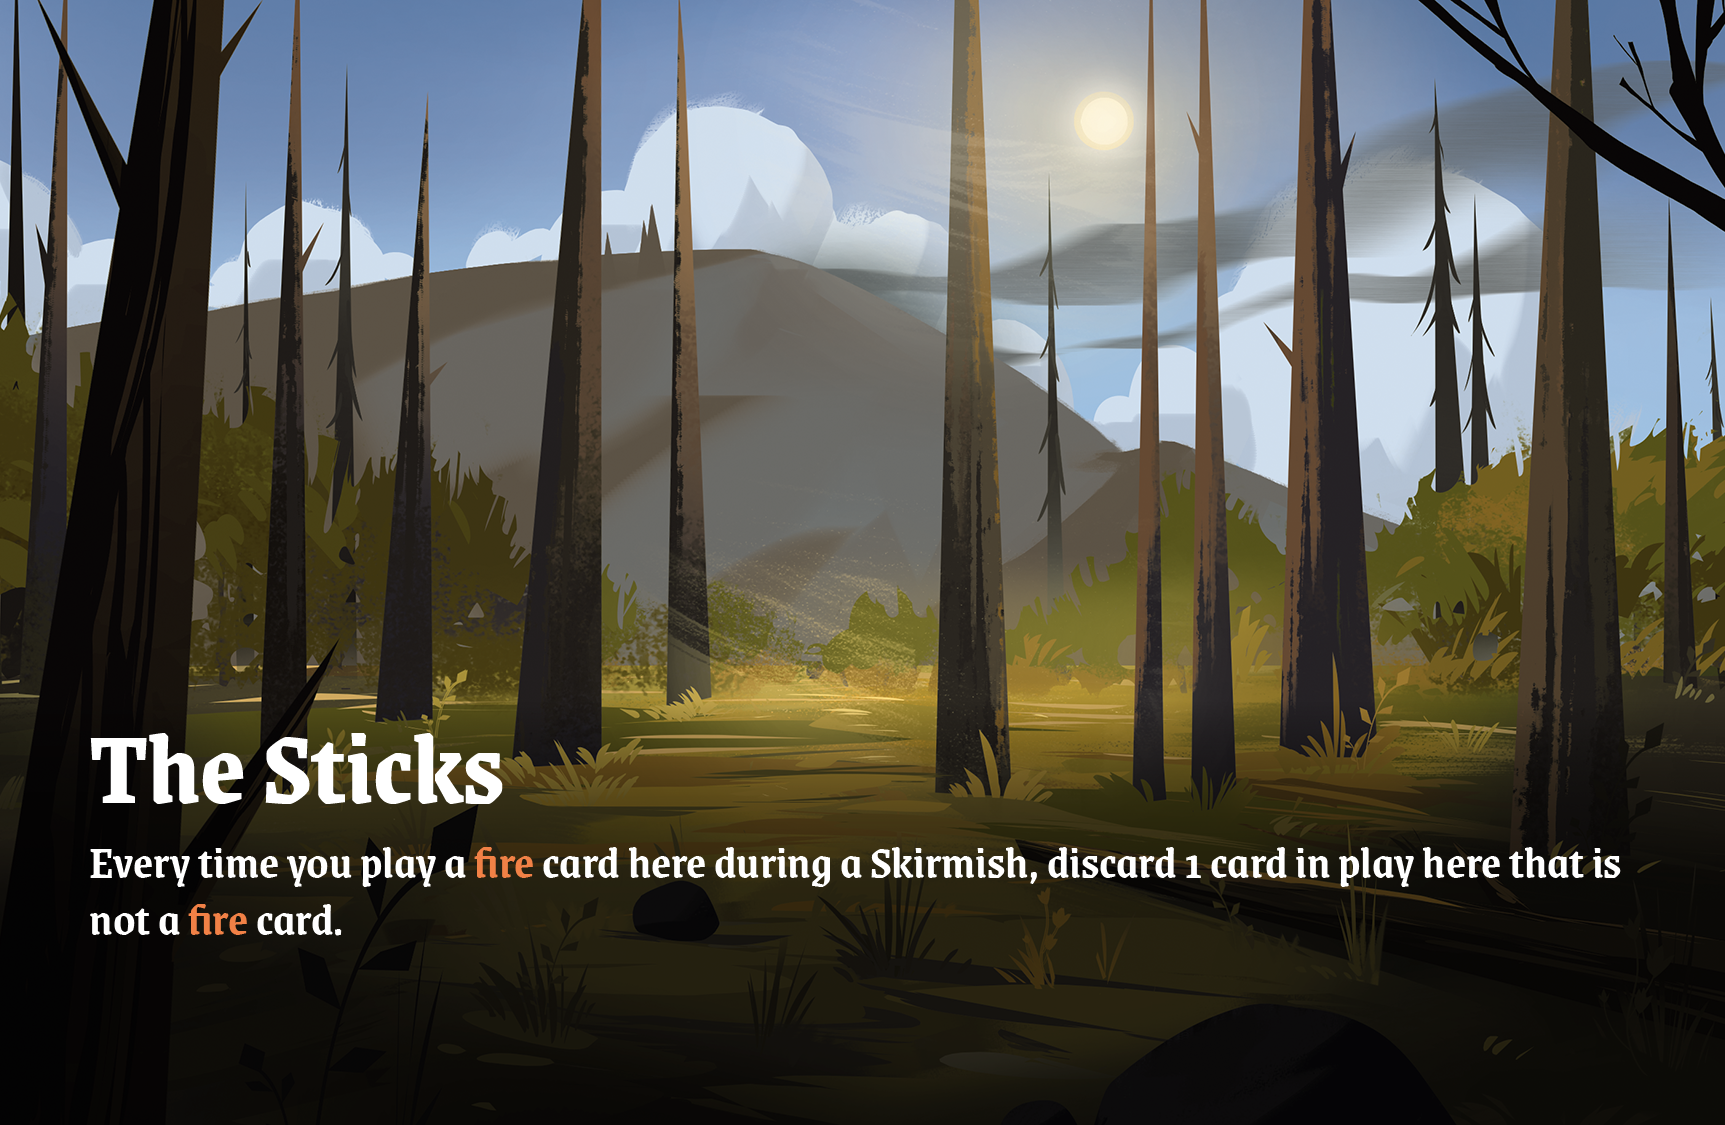 The Sticks
Every time you play a fire card here during a Skirmish, discard 1 card in play here that is
not a fire card.